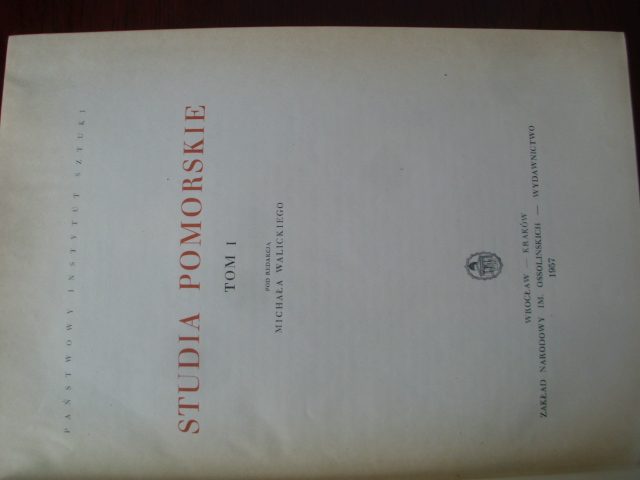 PAŃSTWOWY INSTYTUT SZTUKI
STUDIA POMORSKIE
TOM I
POD REDAKCJĄ
MICHAŁA WALICKIEGO
WROCŁAW — KRAKÓW
ZAKŁAD NARODOWY IM. OSSOLIŃSKICH — WYDAWNICTWO
1957